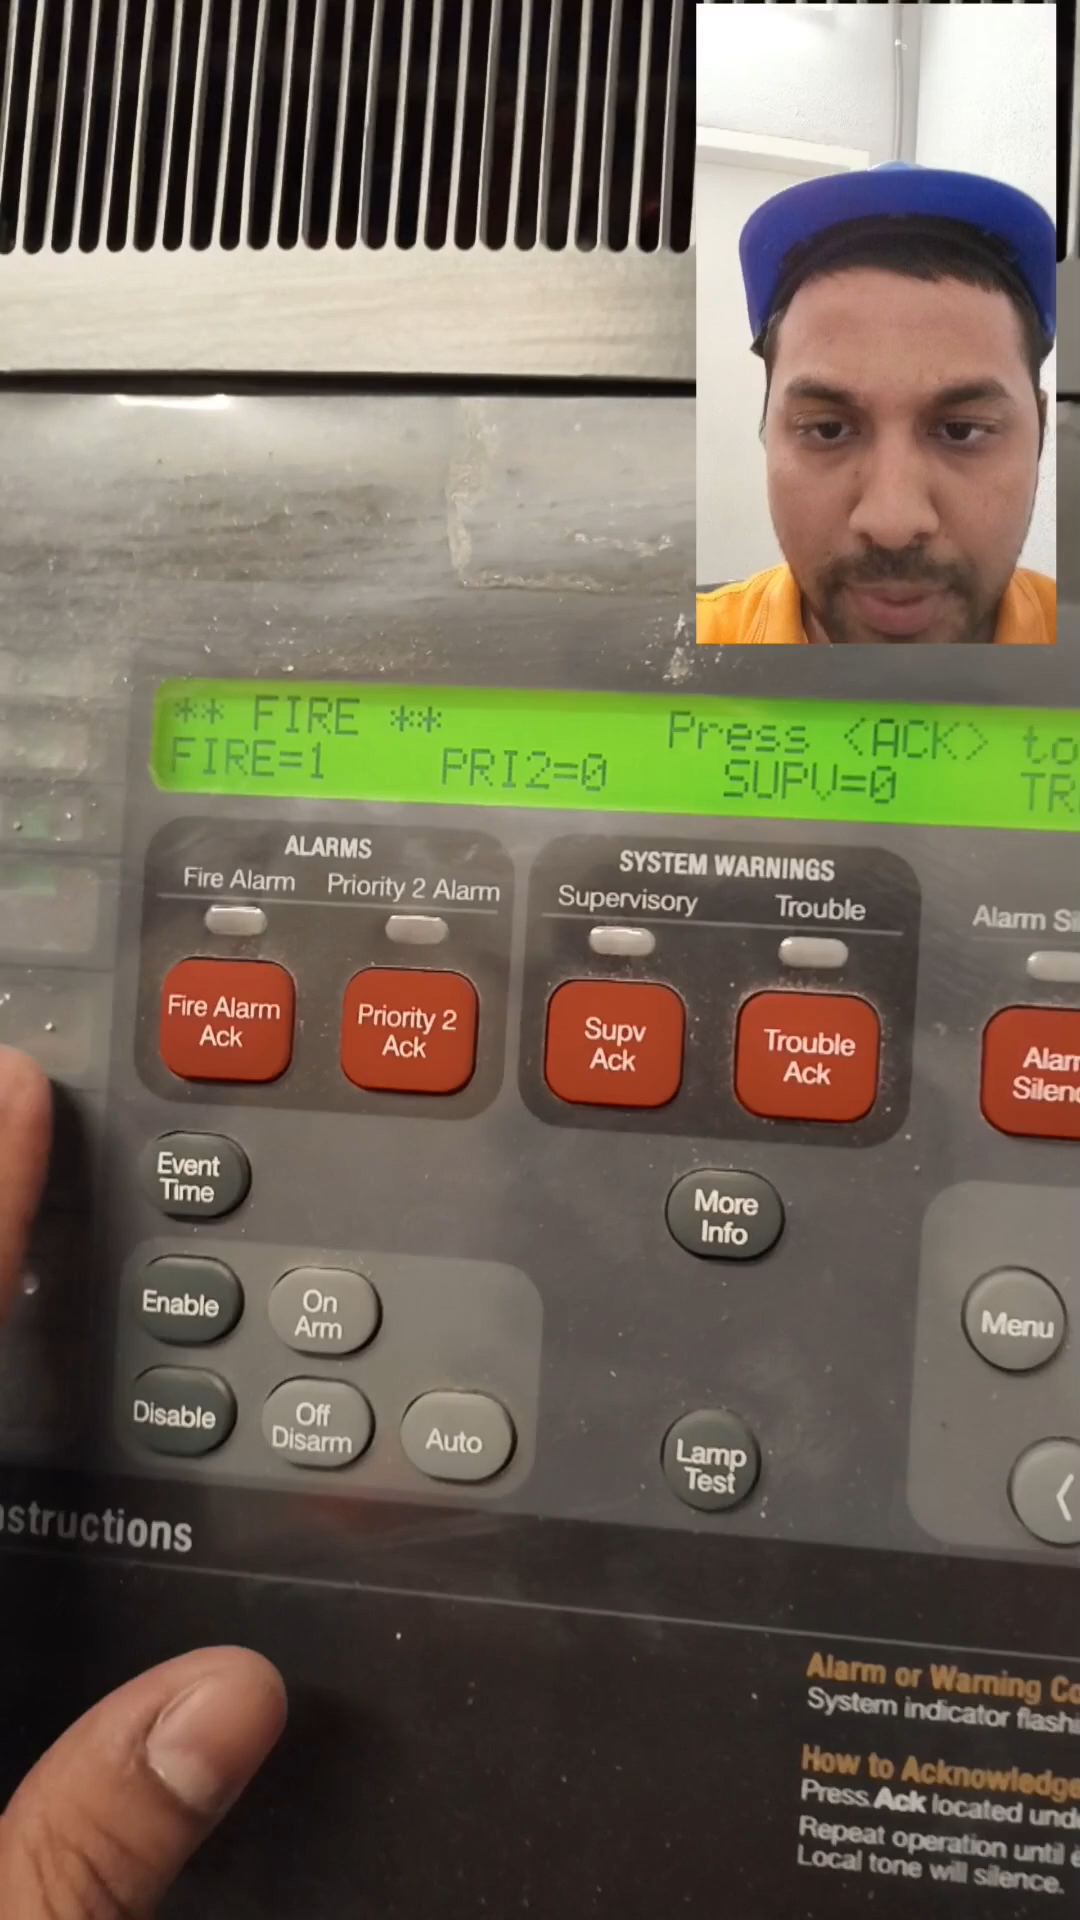 ** FIRE ** Press <ACK> to
FIRE=1 PRI2=0 SUPV=0 TR
ALARMS
Fire Alarm Priority 2 Alarm
SYSTEM WARNINGS
Supervisory Trouble
Fire Alarm
Ack
Priority 2
Ack
Supv
Ack
Trouble
Ack
Event
Time
More
Info
Enable
On
Arm
Menu
Disable
Off
Disarm
Auto
Lamp
Test
<
Alarm or Warning
System indicator
How to
Press Ack located
Repeat operation until
Local tone will silence.